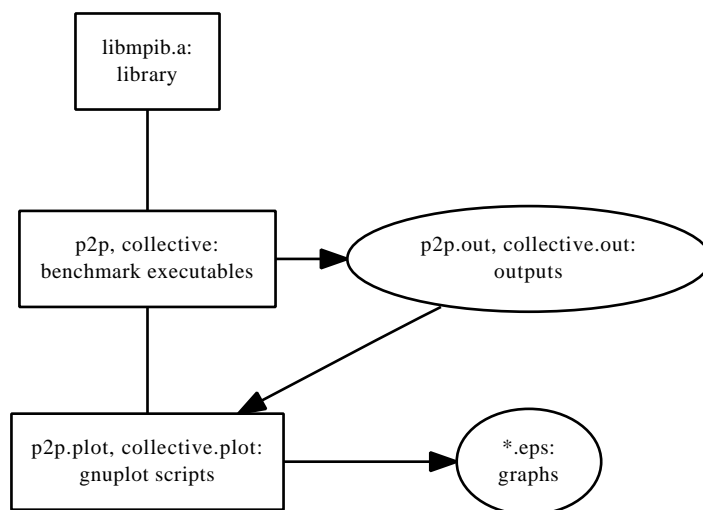 libmpib.a:
library
p2p, collective:
benchmark executables
p2p.out, collective.out:
outputs
p2p.plot, collective.plot:
gnuplot scripts
*.eps:
graphs